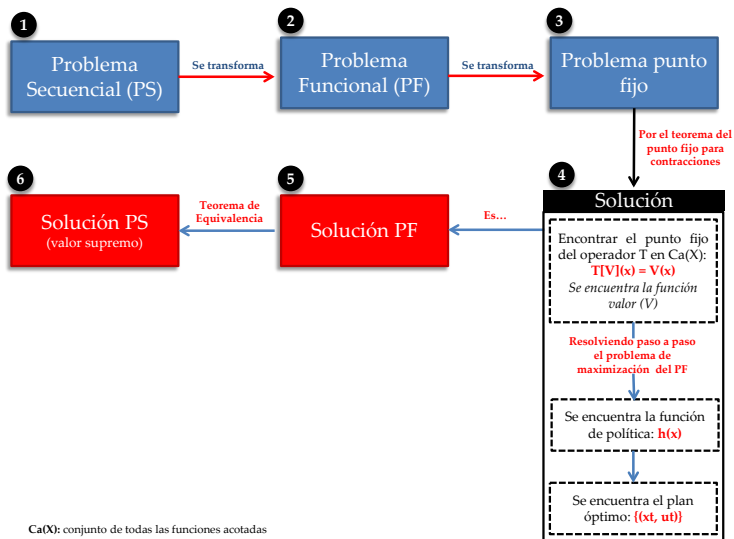 1
Problema
Secuencial (PS)
Se transforma
2
Problema
Funcional (PF)
Se transforma
3
Problema punto
fijo
Por el teorema del
punto fijo para
contracciones
4
Solución
Encontrar el punto fijo
del operador T en Ca(X):
T[V](x) = V(x)
Se encuentra la función
valor (V)
Resolviendo paso a paso
el problema de
maximización del PF
Se encuentra la función
de política: h(x)
Se encuentra el plan
óptimo: {(xt, ut)}
Es…
5
Solución PF
Teorema de
Equivalencia
6
Solución PS
(valor supremo)
Ca(X): conjunto de todas las funciones acotadas